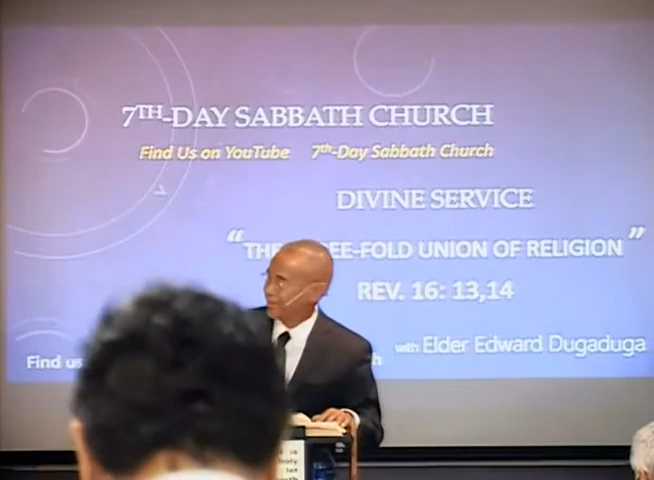 7TH-DAY SABBATH CHURCH
Find Us on YouTube 7th-Day Sabbath Church
DIVINE SERVICE
" -FOLD UNION OF RELIGION"
REV. 16: 13,14
with Elder Edward Dugaduga
Find us